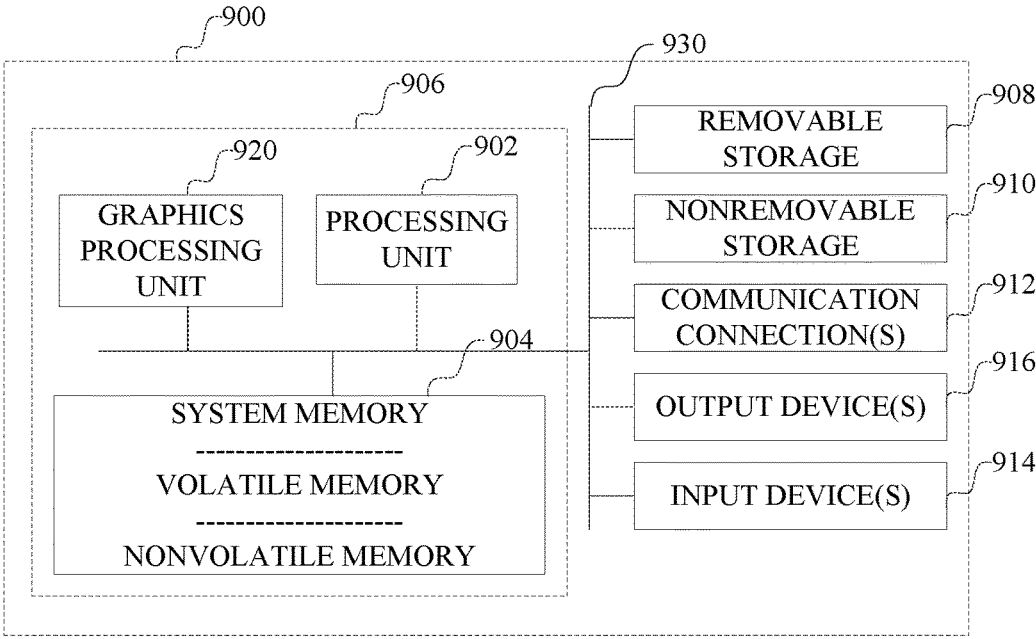 900
930
906
908
REMOVABLE
STORAGE
920
902
910
GRAPHICS
PROCESSING
UNIT
PROCESSING
UNIT
NONREMOVABLE
STORAGE
912
COMMUNICATION
CONNECTION(S)
904
916
SYSTEM MEMORY
VOLATILE MEMORY
NONVOLATILE MEMORY
OUTPUT DEVICE(S)
914
INPUT DEVICE(S)